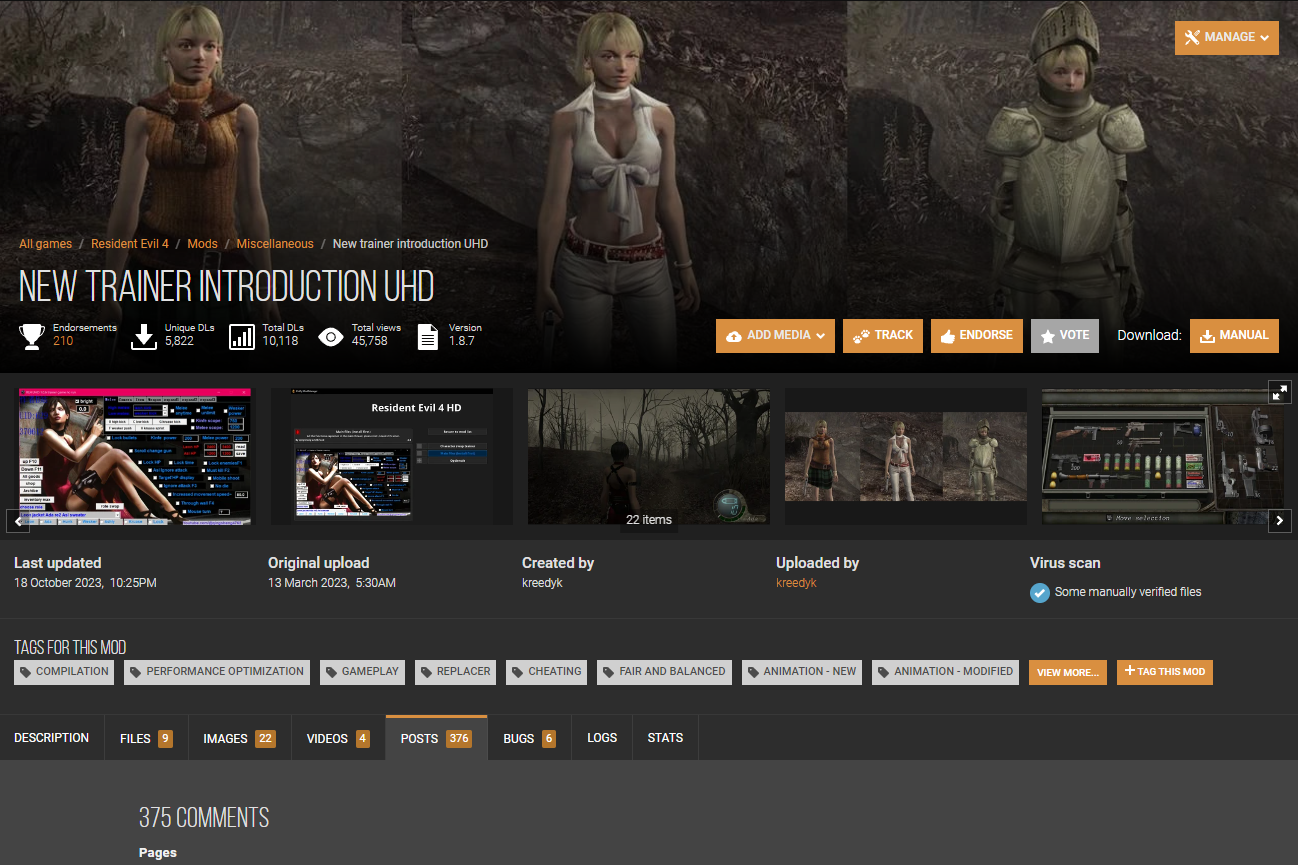 MANAGE
All games / Resident Evil 4 / Mods / Miscellaneous / New trainer introduction UHD
NEW TRAINER INTRODUCTION UHD
Endorsements
210
Unique DLs
5,822
Total DLs
10,118
Total views
45,758
Version
1.8.7
ADD MEDIA
TRACK
ENDORSE
VOTE
Download:
MANUAL
Resident Evil 4 HD
22 items
Move selection
Last updated
18 October 2023, 10:25PM
Original upload
13 March 2023, 5:30AM
Created by
kreedyk
Uploaded by
kreedyk
Virus scan
Some manually verified files
TAGS FOR THIS MOD
COMPILATION
PERFORMANCE OPTIMIZATION
GAMEPLAY
REPLACER
CHEATING
FAIR AND BALANCED
ANIMATION - NEW
ANIMATION - MODIFIED
VIEW MORE...
TAG THIS MOD
DESCRIPTION
FILES 9
IMAGES 22
VIDEOS 4
POSTS 376
BUGS 6
LOGS
STATS
375 COMMENTS
Pages